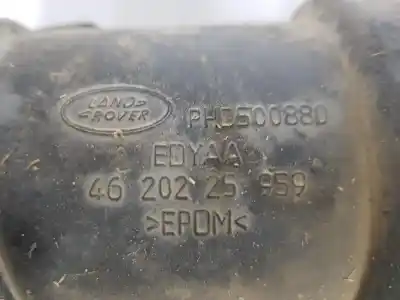 LAND
ROVER
PHD500880
EDYAA
46 202 25 959
>EPDM<